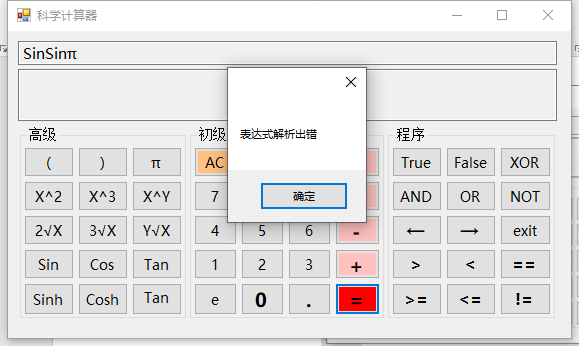 科学计算器
SinSinπ
表达式解析出错
确定
高级
初级
程序
( ) π AC True False XOR
X^2 X^3 X^Y 7 AND OR NOT
2√X 3√X Y√X 4 5 6 - ← → exit
Sin Cos Tan 1 2 3 + > < ==
Sinh Cosh Tan e 0 . = >= <= !=